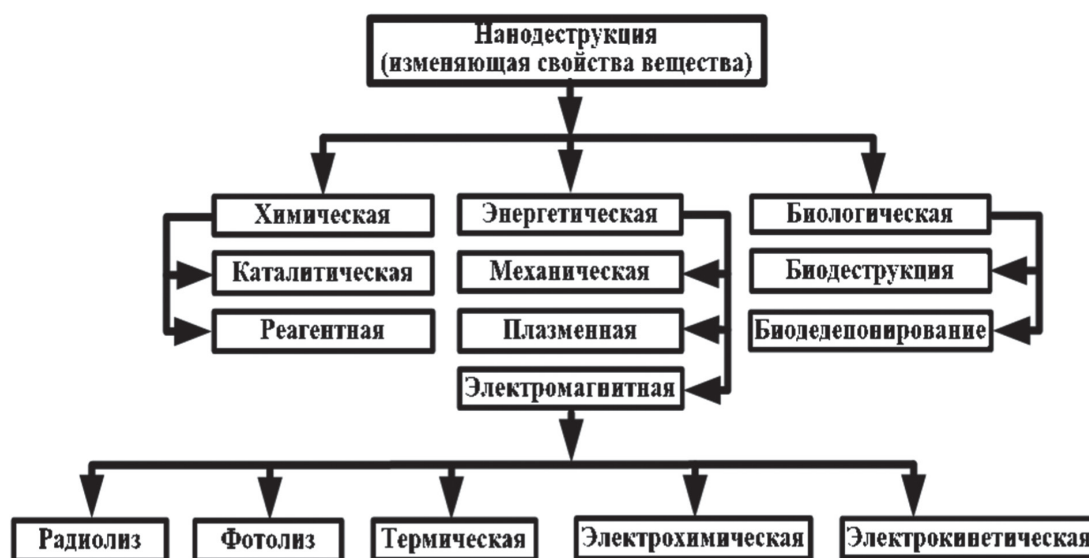 Нанодеструкция
(изменяющая свойства вещества)
Химическая
Энергетическая
Биологическая
Каталитическая
Механическая
Биодеструкция
Реагентная
Плазменная
Биодедепонирование
Электромагнитная
Радиолиз
Фотолиз
Термическая
Электрохимическая
Электрокинетическая